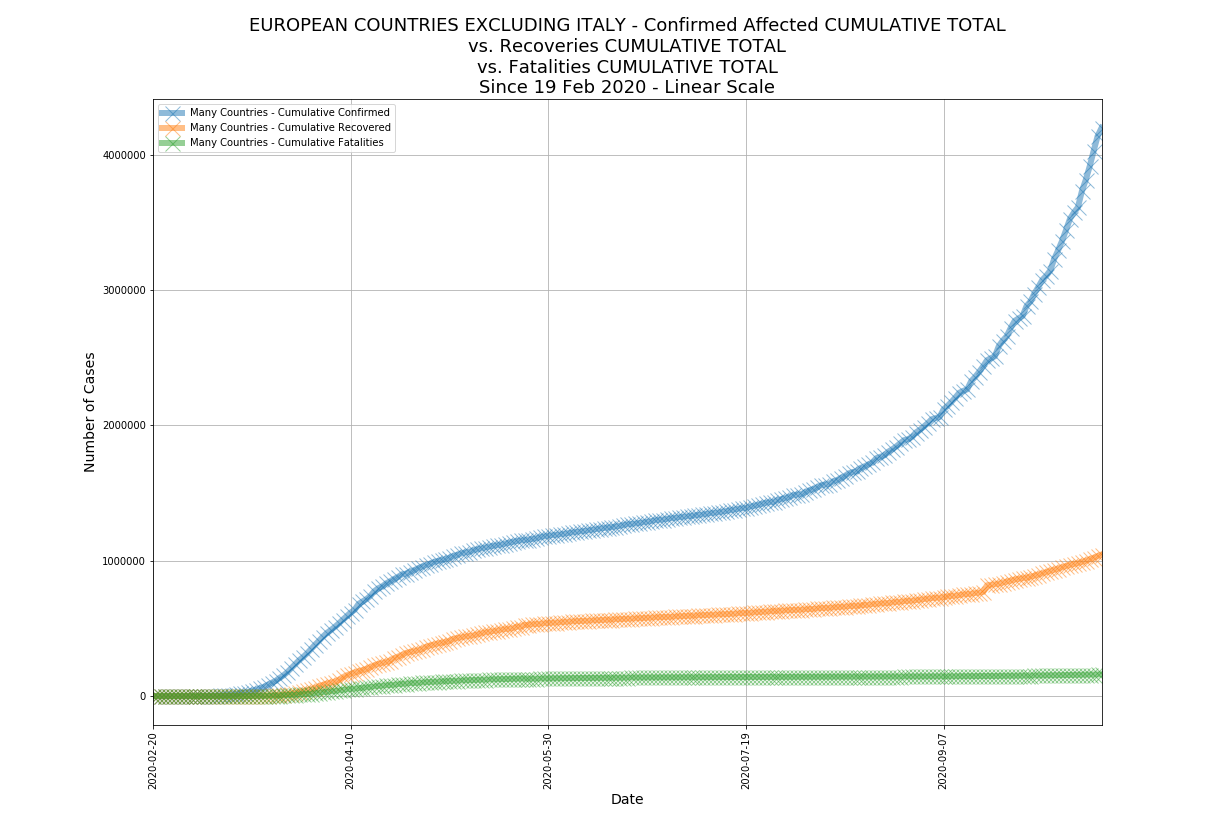 EUROPEAN COUNTRIES EXCLUDING ITALY - Confirmed Affected CUMULATIVE TOTAL
vs. Recoveries CUMULATIVE TOTAL
vs. Fatalities CUMULATIVE TOTAL
Since 19 Feb 2020 - Linear Scale
Many Countries - Cumulative Confirmed
Many Countries - Cumulative Recovered
Many Countries - Cumulative Fatalities
4000000
3000000
2000000
1000000
0
Number of Cases
2020-02-20
2020-04-10
2020-05-30
2020-07-19
2020-09-07
Date